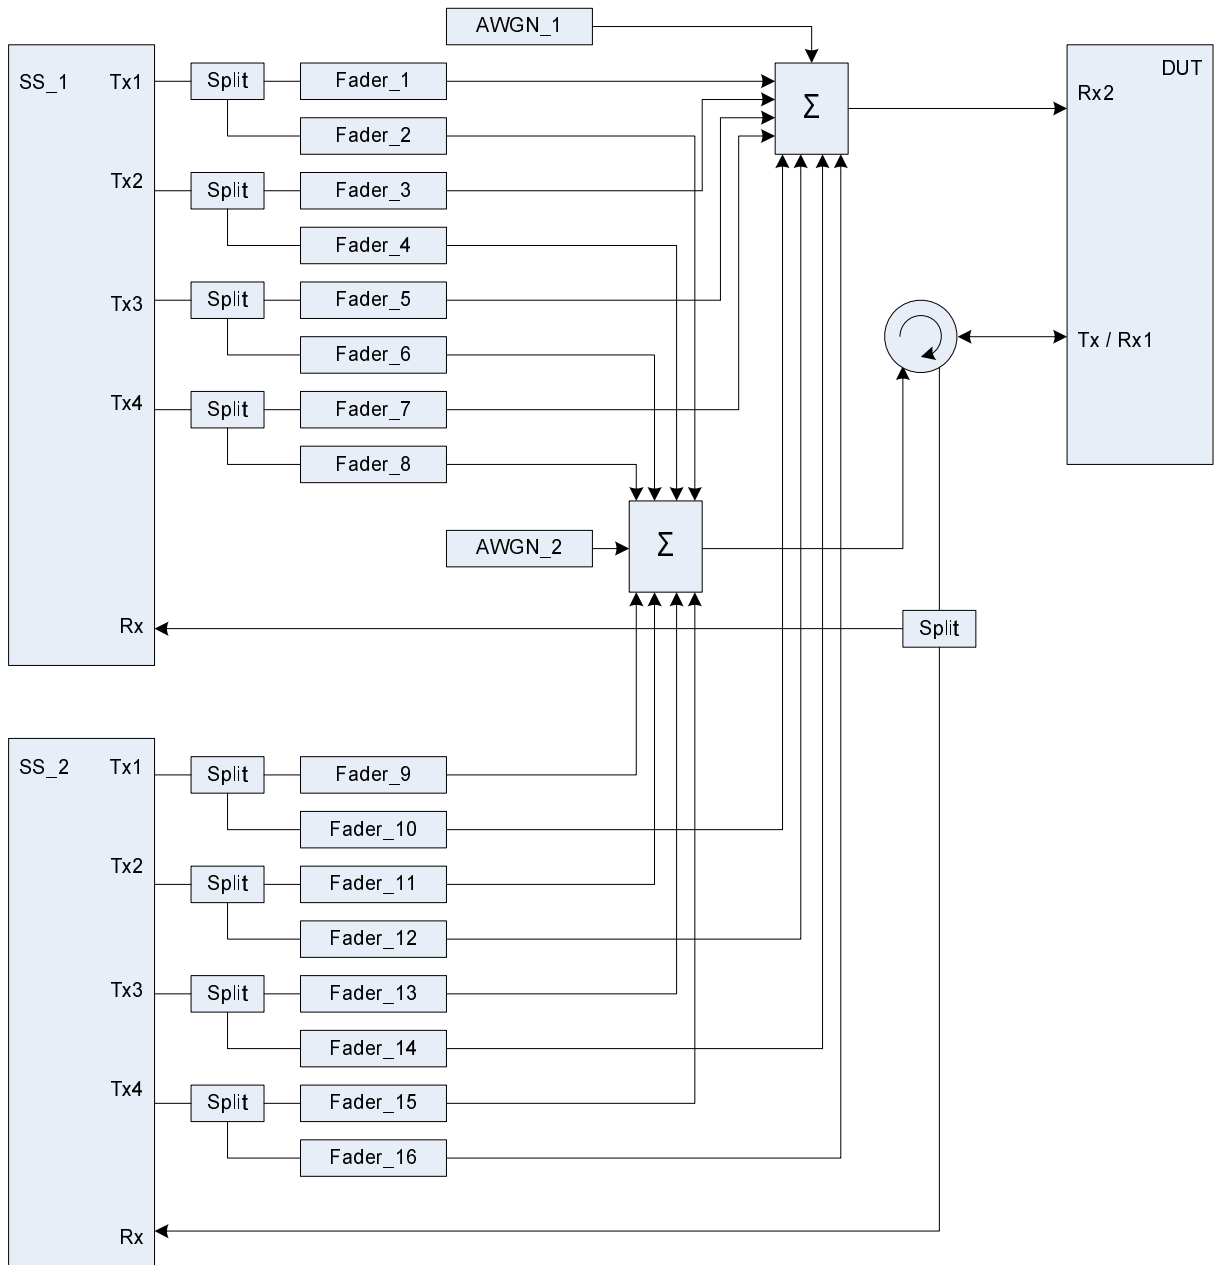 AWGN_1
SS_1
Tx1
Split
Fader_1
Σ
DUT
Rx2
Fader_2
Tx2
Split
Fader_3
Fader_4
Tx3
Split
Fader_5
Tx / Rx1
Fader_6
Tx4
Split
Fader_7
Fader_8
AWGN_2
Σ
Rx
Split
SS_2
Tx1
Split
Fader_9
Fader_10
Tx2
Split
Fader_11
Fader_12
Tx3
Split
Fader_13
Fader_14
Tx4
Split
Fader_15
Fader_16
Rx